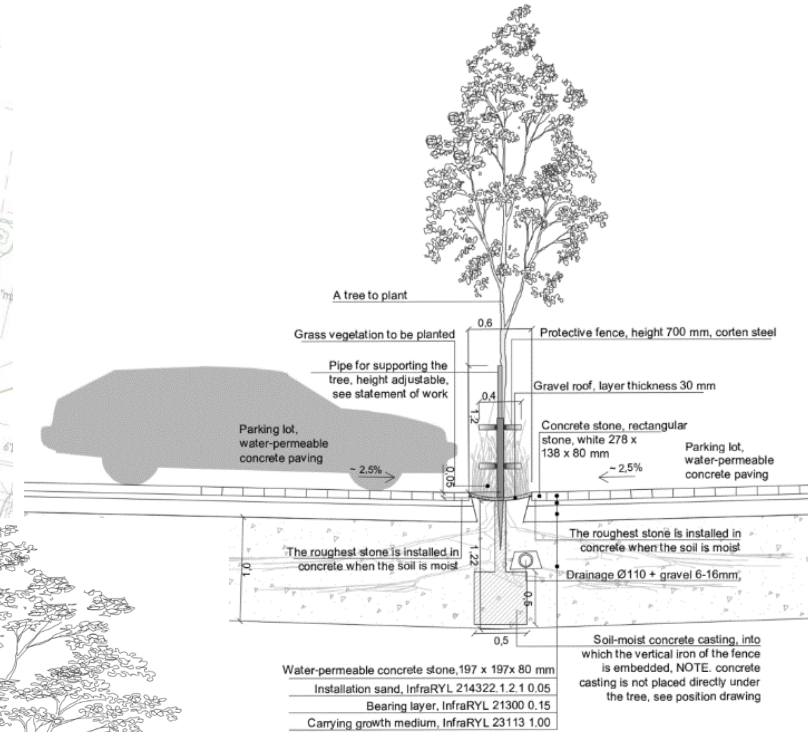 A tree to plant
0.6
Grass vegetation to be planted
Protective fence, height 700 mm, corten steel
Pipe for supporting the
tree, height adjustable,
see statement of work
Gravel roof, layer thickness 30 mm
0.4
1.2
Concrete stone, rectangular
stone, white 278 x
138 x 80 mm
Parking lot,
water-permeable
concrete paving
Parking lot,
water-permeable
concrete paving
~ 2,5%
0.05
~ 2,5%
The roughest stone is installed in
concrete when the soil is moist
The roughest stone is installed in
concrete when the soil is moist
1,0
1.22
Drainage Ø110 + gravel 6-16mm,
0,5
0,5
Soil-moist concrete casting, into
which the vertical iron of the fence
is embedded, NOTE. concrete
casting is not placed directly under
the tree, see position drawing
Water-permeable concrete stone,197 x 197x 80 mm
Installation sand, InfraRYL 214322.1.2.1 0.05
Bearing layer, InfraRYL 21300 0.15
Carrying growth medium, InfraRYL 23113 1.00